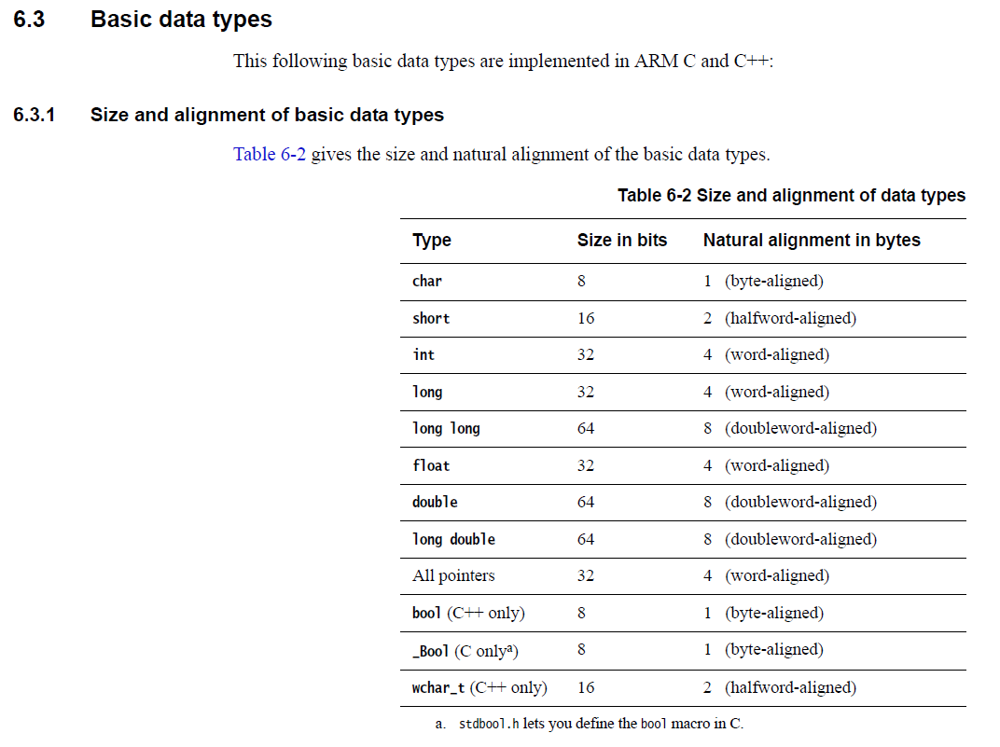 6.3 Basic data types
This following basic data types are implemented in ARM C and C++:
6.3.1 Size and alignment of basic data types
Table 6-2 gives the size and natural alignment of the basic data types.
Table 6-2 Size and alignment of data types
Type Size in bits Natural alignment in bytes
char 8 1 (byte-aligned)
short 16 2 (halfword-aligned)
int 32 4 (word-aligned)
long 32 4 (word-aligned)
long long 64 8 (doubleword-aligned)
float 32 4 (word-aligned)
double 64 8 (doubleword-aligned)
long double 64 8 (doubleword-aligned)
All pointers 32 4 (word-aligned)
bool (C++ only) 8 1 (byte-aligned)
_Bool (C onlyᵃ) 8 1 (byte-aligned)
wchar_t (C++ only) 16 2 (halfword-aligned)
a. stdbool.h lets you define the bool macro in C.